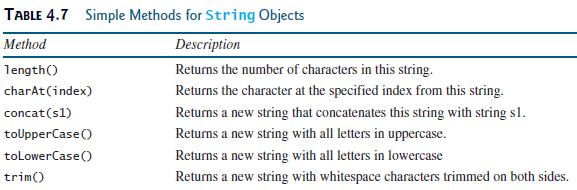 TABLE 4.7 Simple Methods for String Objects
Method Description
length() Returns the number of characters in this string.
charAt(index) Returns the character at the specified index from this string.
concat(s1) Returns a new string that concatenates this string with string s1.
toUpperCase() Returns a new string with all letters in uppercase.
toLowerCase() Returns a new string with all letters in lowercase
trim() Returns a new string with whitespace characters trimmed on both sides.